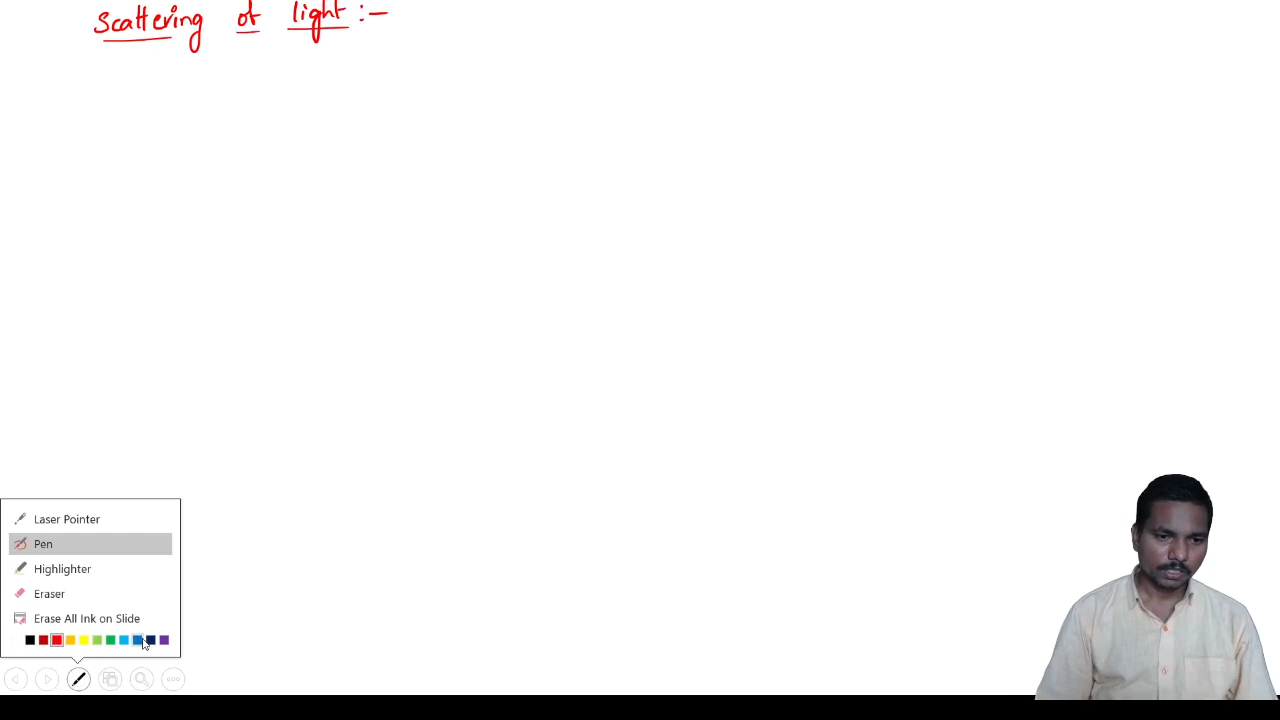 Scattering of light :-
Laser Pointer
Pen
Highlighter
Eraser
Erase All Ink on Slide